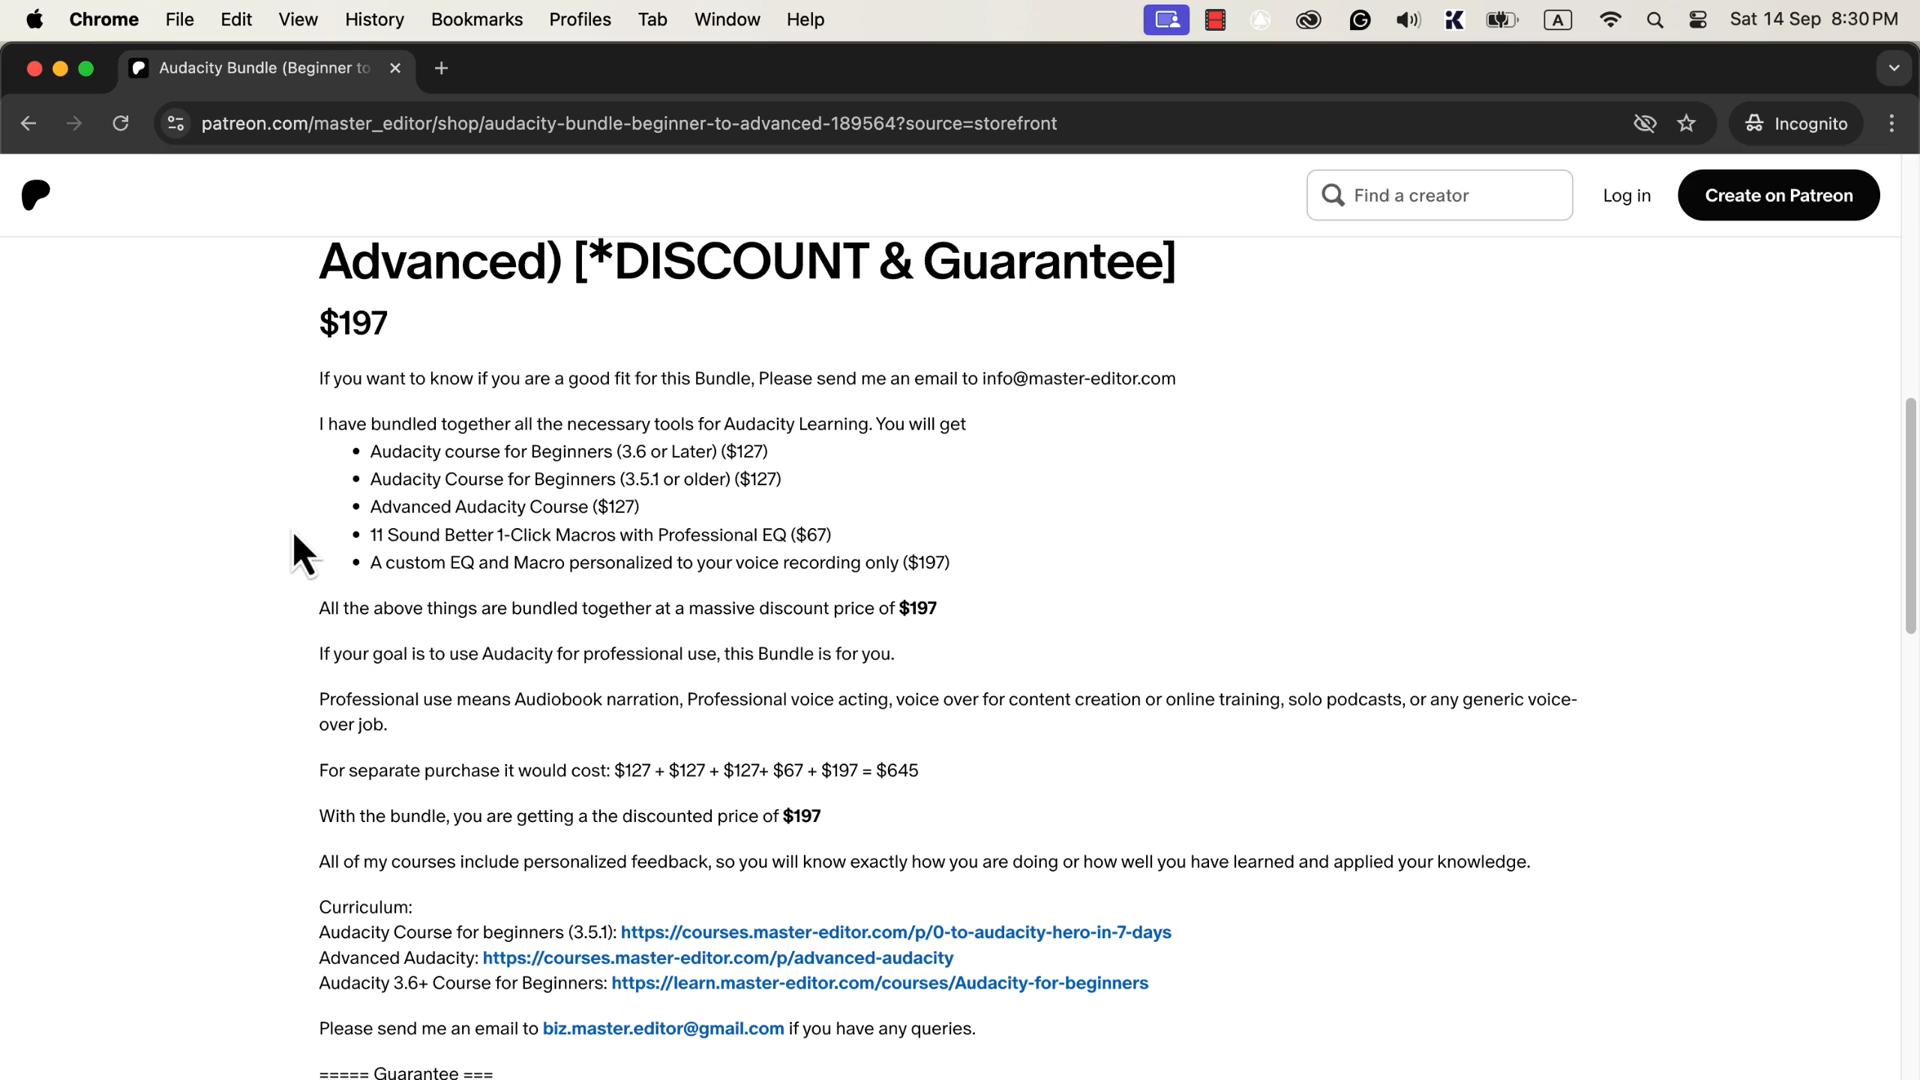 Chrome File Edit View History Bookmarks Profiles Tab Window Help A Sat 14 Sep 8:30 PM
Audacity Bundle (Beginner to
patreon.com/master_editor/shop/audacity-bundle-beginner-to-advanced-189564?source=storefront Incognito
Find a creator Log in Create on Patreon
Advanced) [*DISCOUNT & Guarantee]
$197
If you want to know if you are a good fit for this Bundle, Please send me an email to info@master-editor.com
I have bundled together all the necessary tools for Audacity Learning. You will get
• Audacity course for Beginners (3.6 or Later) ($127)
• Audacity Course for Beginners (3.5.1 or older) ($127)
• Advanced Audacity Course ($127)
• 11 Sound Better 1-Click Macros with Professional EQ ($67)
• A custom EQ and Macro personalized to your voice recording only ($197)
All the above things are bundled together at a massive discount price of $197
If your goal is to use Audacity for professional use, this Bundle is for you.
Professional use means Audiobook narration, Professional voice acting, voice over for content creation or online training, solo podcasts, or any generic voice-
over job.
For separate purchase it would cost: $127 + $127 + $127+ $67 + $197 = $645
With the bundle, you are getting a the discounted price of $197
All of my courses include personalized feedback, so you will know exactly how you are doing or how well you have learned and applied your knowledge.
Curriculum:
Audacity Course for beginners (3.5.1): https://courses.master-editor.com/p/0-to-audacity-hero-in-7-days
Advanced Audacity: https://courses.master-editor.com/p/advanced-audacity
Audacity 3.6+ Course for Beginners: https://learn.master-editor.com/courses/Audacity-for-beginners
Please send me an email to biz.master.editor@gmail.com if you have any queries.
===== Guarantee ===